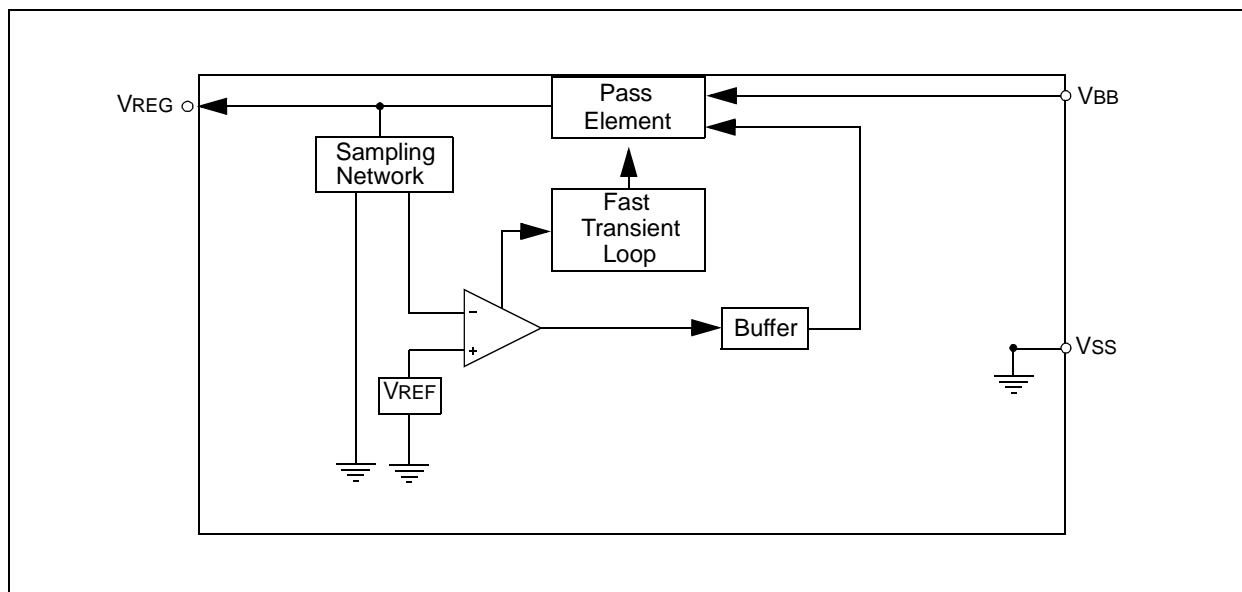 VREG
Pass
Element
VBB
Sampling
Network
Fast
Transient
Loop
−
+
Buffer
VSS
VREF